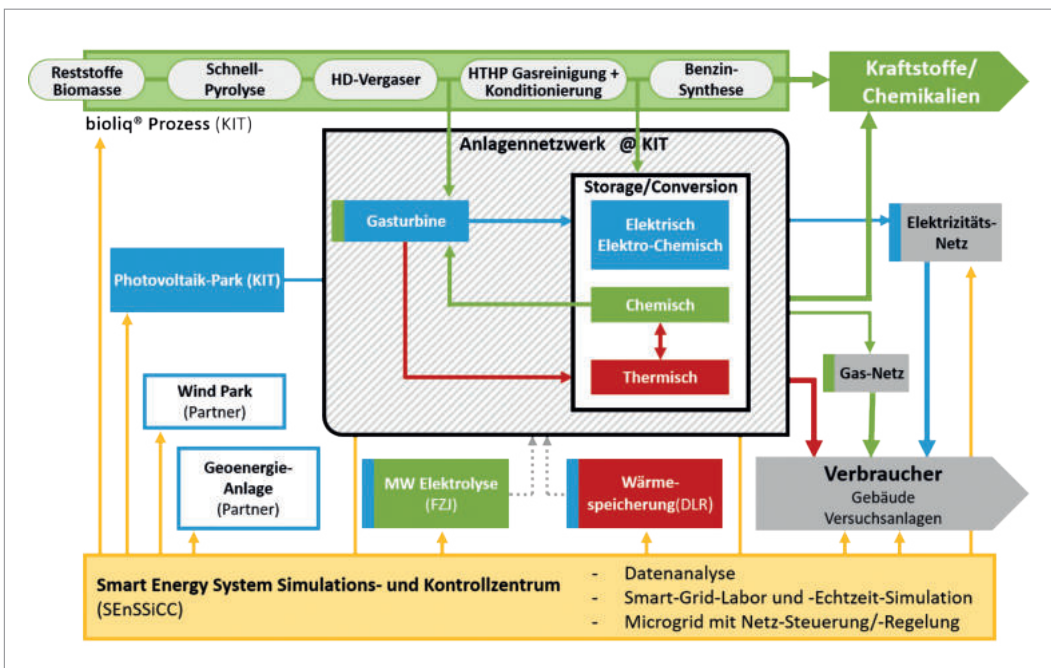 Reststoffe
Biomasse
Schnell-
Pyrolyse
HD-Vergaser
HTHP Gasreinigung +
Konditionierung
Benzin-
Synthese
Kraftstoffe/
Chemikalien
bioliq® Prozess (KIT)
Anlagennetzwerk @ KIT
Storage/Conversion
Gasturbine
Elektrisch
Elektro-Chemisch
Elektrizitäts-
Netz
Photovoltaik-Park (KIT)
Chemisch
Thermisch
Gas-Netz
Wind Park
(Partner)
Geoenergie-
Anlage
(Partner)
MW Elektrolyse
(FZJ)
Wärme-
speicherung(DLR)
Verbraucher
Gebäude
Versuchsanlagen
Smart Energy System Simulations- und Kontrollzentrum
(SEnSSiCC)
- Datenanalyse
- Smart-Grid-Labor und -Echtzeit-Simulation
- Microgrid mit Netz-Steuerung/-Regelung